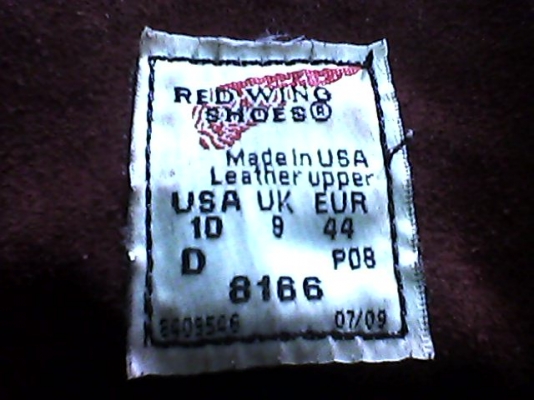 RED WING
SHOES®
Made in USA
Leather upper
USA UK EUR
10 9 44
D P08
8166
07/09